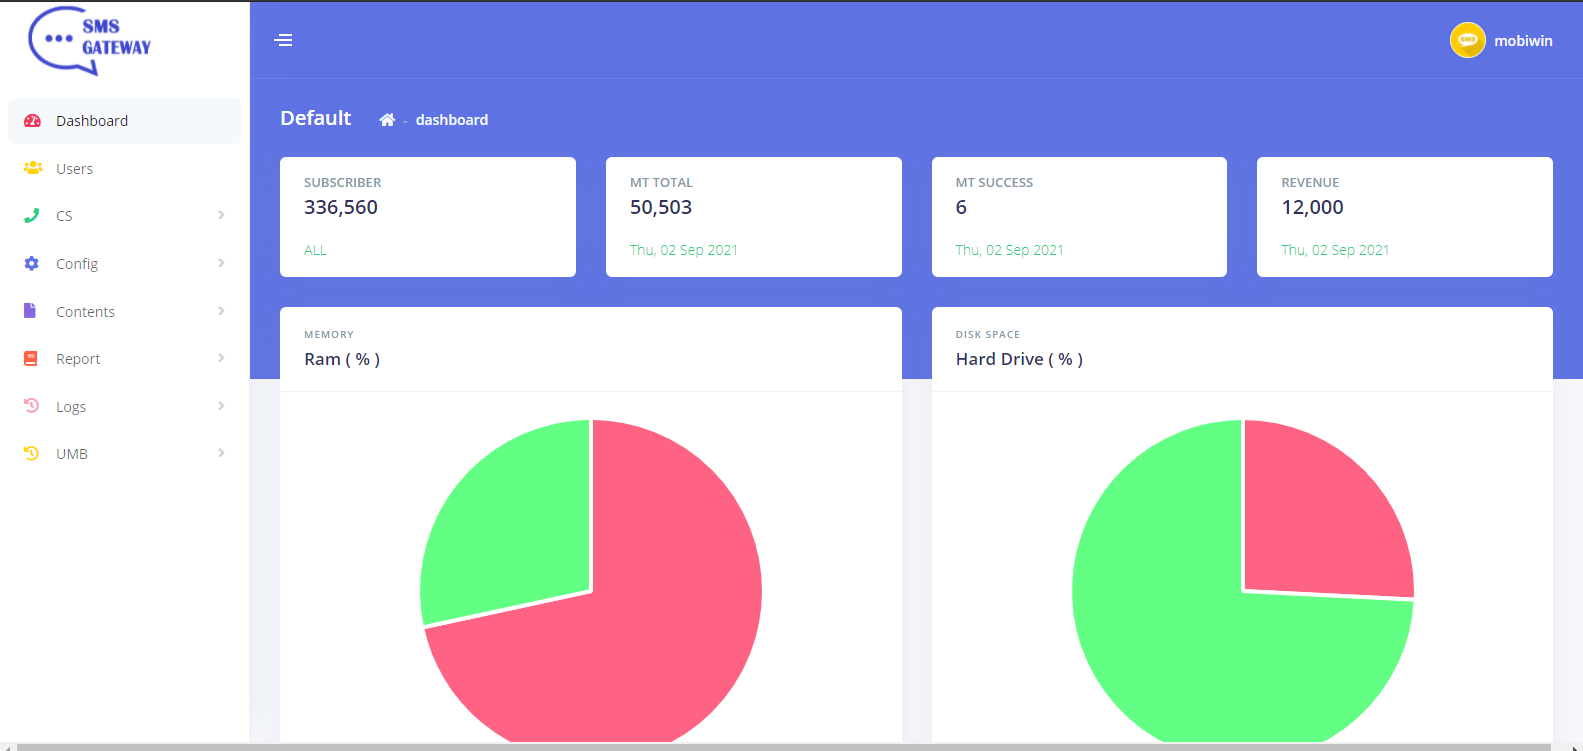 SMS
GATEWAY
mobiwin
Dashboard
Users
CS
Config
Contents
Report
Logs
UMB
Default - dashboard
SUBSCRIBER
336,560
ALL
MT TOTAL
50,503
Thu, 02 Sep 2021
MT SUCCESS
6
Thu, 02 Sep 2021
REVENUE
12,000
Thu, 02 Sep 2021
MEMORY
Ram ( % )
DISK SPACE
Hard Drive ( % )